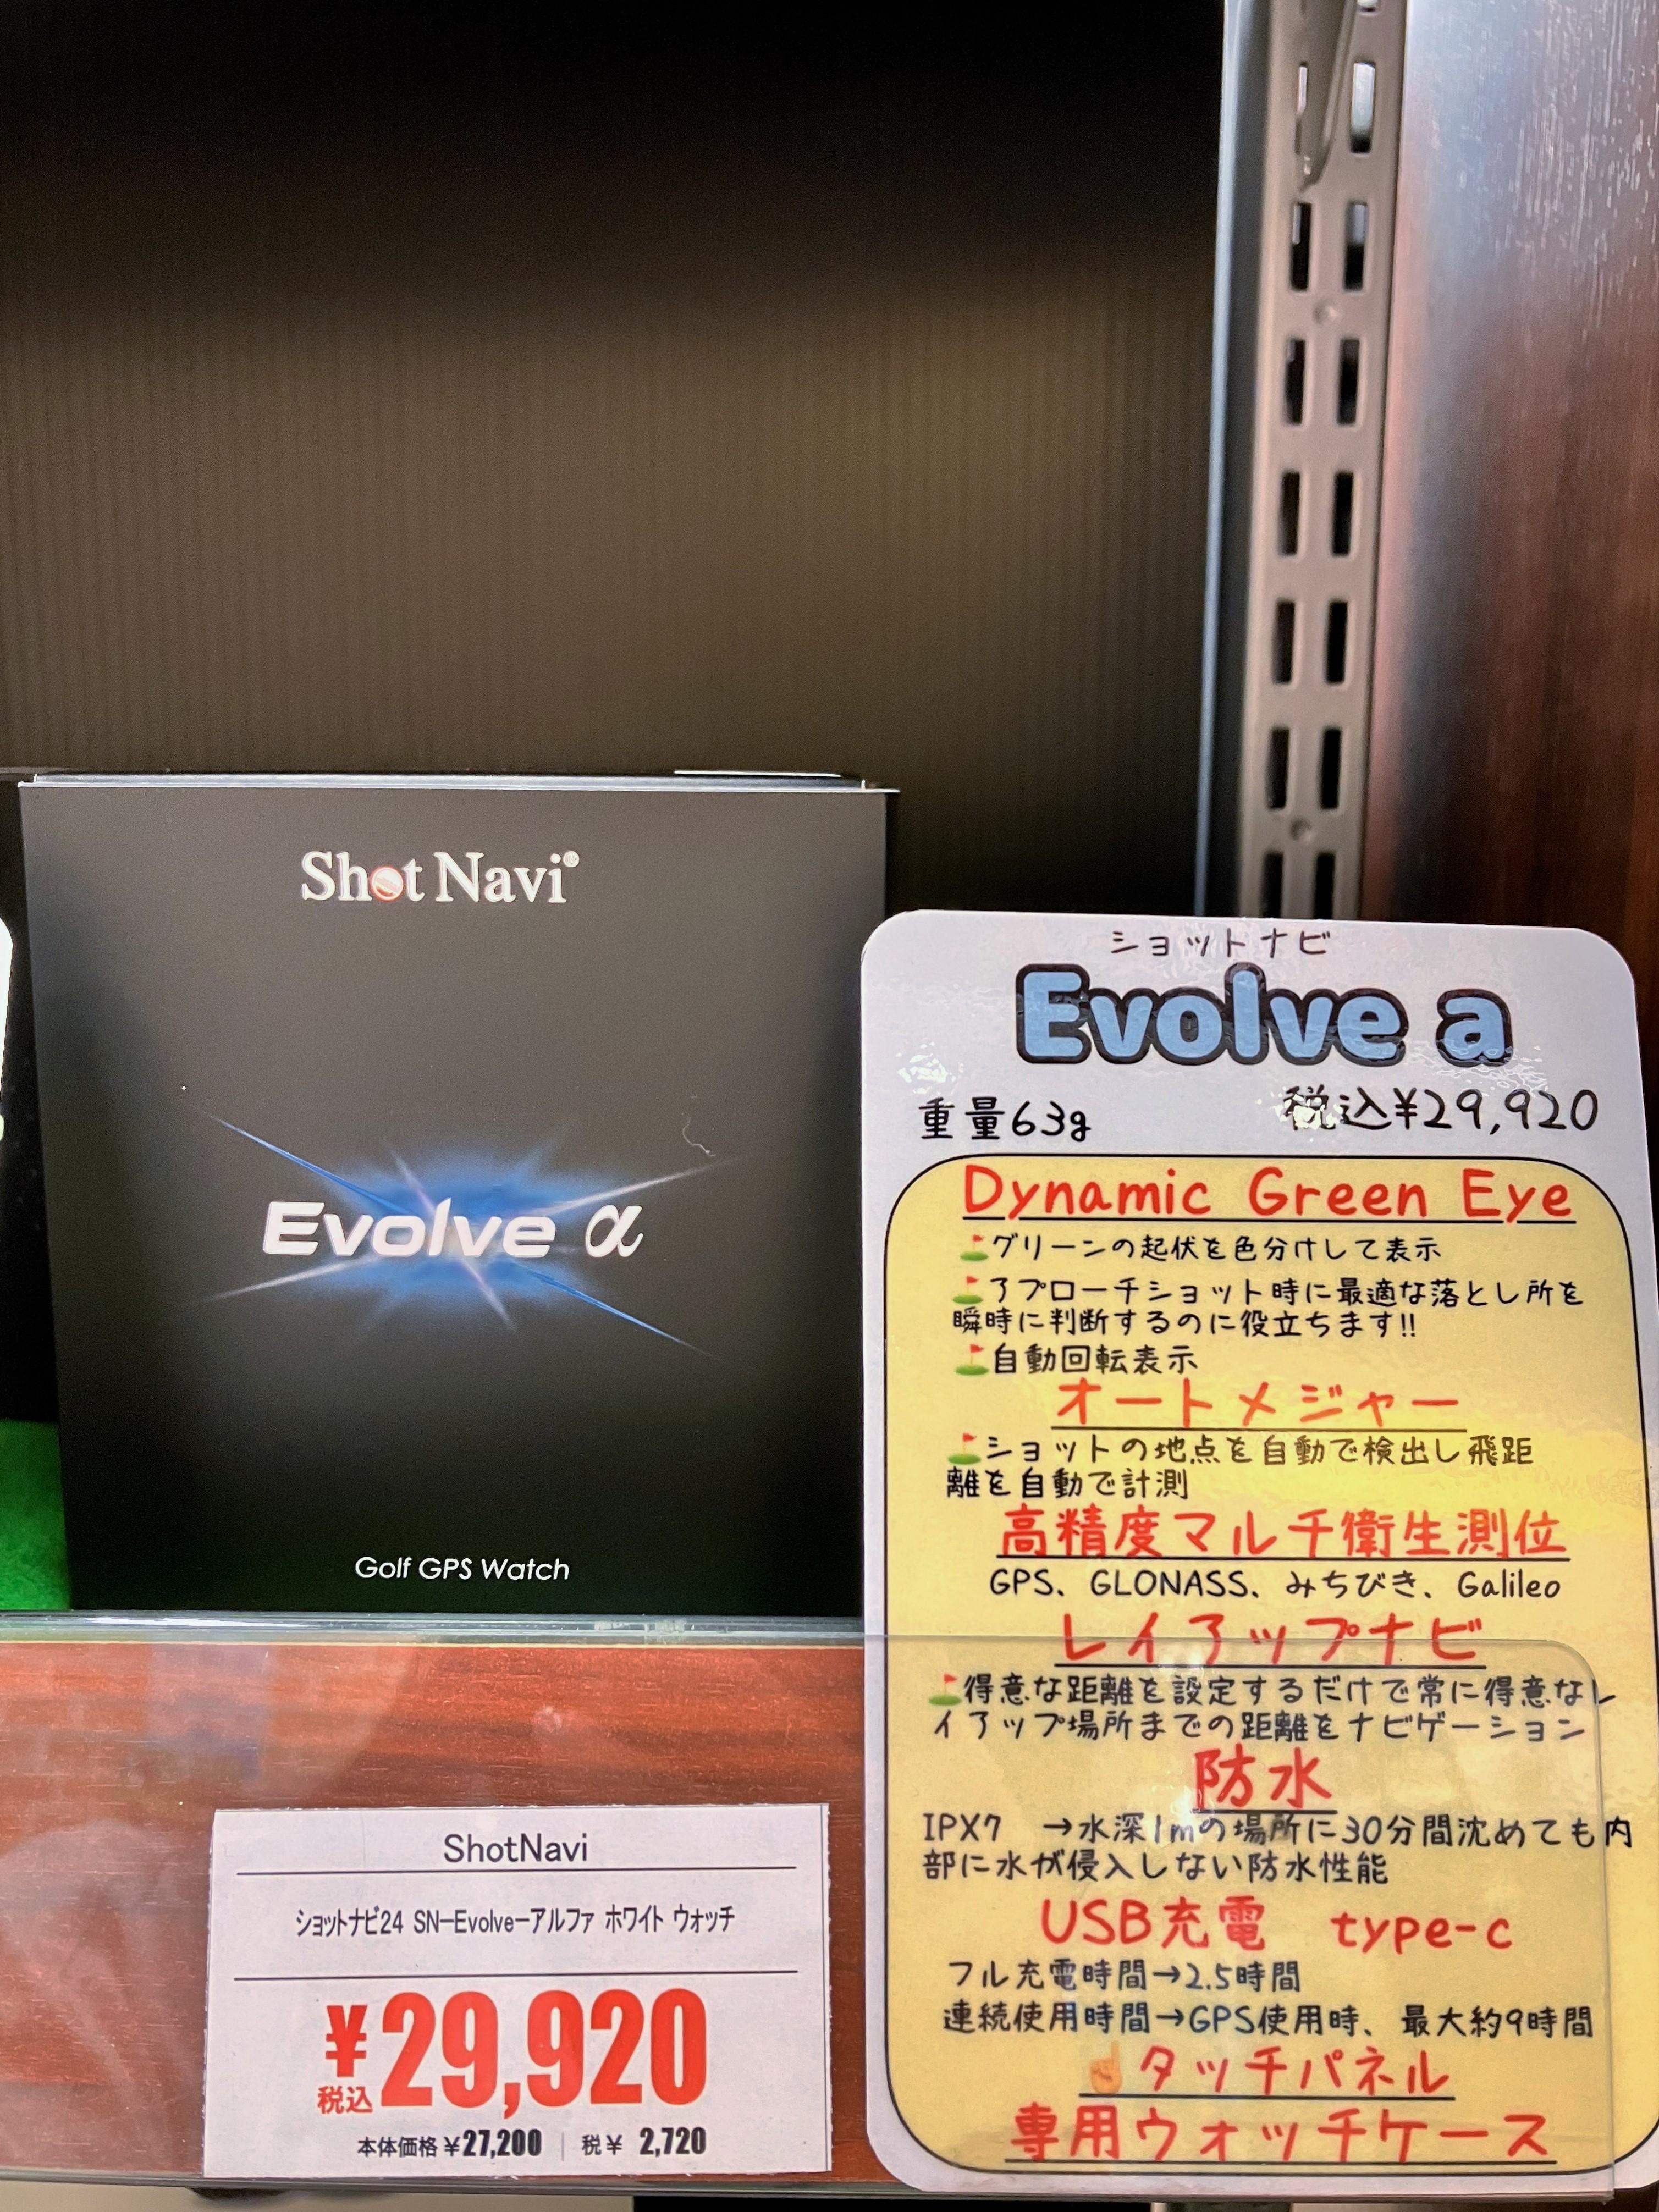 Shot Navi
Evolve α
Golf GPS Watch
ショットナビ
Evolve a
重量63g
税込¥29,920
Dynamic Green Eye
グリーンの起伏を色分けして表示
アプローチショット時に最適な落とし所を
瞬時に判断するのに役立ちます!!
自動回転表示
オートメジャー
ショットの地点を自動で検出し飛距
離を自動で計測
高精度マルチ衛生測位
GPS、GLONASS、みちびき、Galileo
レイアップナビ
得意な距離を設定するだけで常に得意なレ
イアップ場所までの距離をナビゲーション
防水
IPX7 →水深1mの場所に30分間沈めても内
部に水が侵入しない防水性能
USB充電 type-c
フル充電時間→2.5時間
連続使用時間→GPS使用時、最大約9時間
☝タッチパネル
専用ウォッチケース
ShotNavi
ショットナビ24 SN-Evolve-アルファ ホワイト ウォッチ
¥29,920
税込
本体価格¥27,200 | 税¥ 2,720